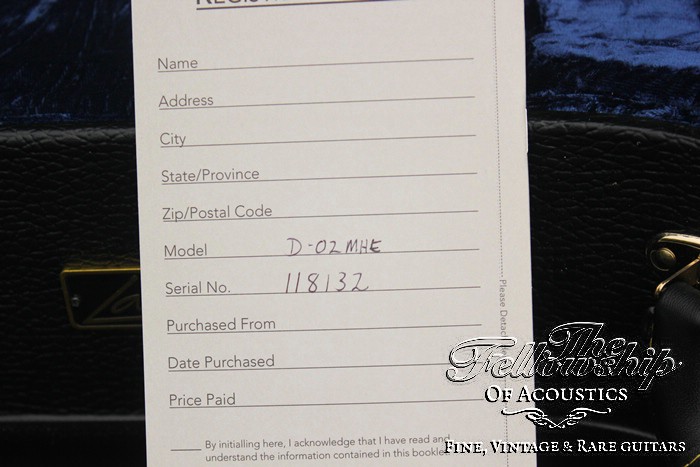 Name
Address
City
State/Province
Zip/Postal Code
Model D-02MHE
Serial No. 118132
Purchased From
Date Purchased
Price Paid
By initialling here, I acknowledge that I have read and
understand the information contained in this
Please
The
Fellowship
Of Acoustics
Fine, Vintage & Rare guitars